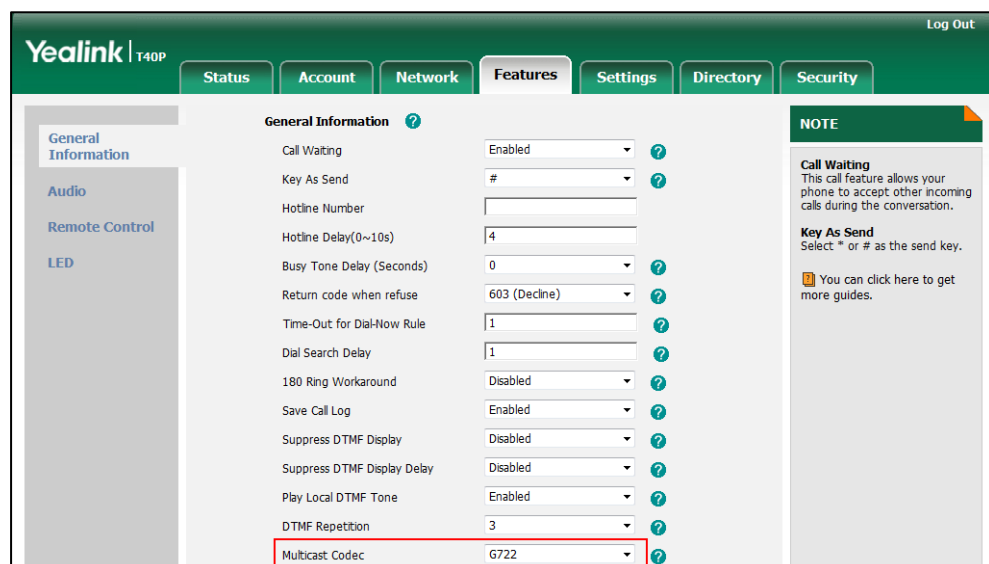 Log Out
Yealink | T40P
Status Account Network Features Settings Directory Security
General
Information
Audio
Remote Control
LED
General Information ?
Call Waiting Enabled ?
Key As Send # ?
Hotline Number
Hotline Delay(0~10s) 4
Busy Tone Delay (Seconds) 0 ?
Return code when refuse 603 (Decline) ?
Time-Out for Dial-Now Rule 1 ?
Dial Search Delay 1 ?
180 Ring Workaround Disabled ?
Save Call Log Enabled ?
Suppress DTMF Display Disabled ?
Suppress DTMF Display Delay Disabled ?
Play Local DTMF Tone Enabled ?
DTMF Repetition 3 ?
Multicast Codec G722 ?
NOTE
Call Waiting
This call feature allows your
phone to accept other incoming
calls during the conversation.
Key As Send
Select * or # as the send key.
? You can click here to get
more guides.